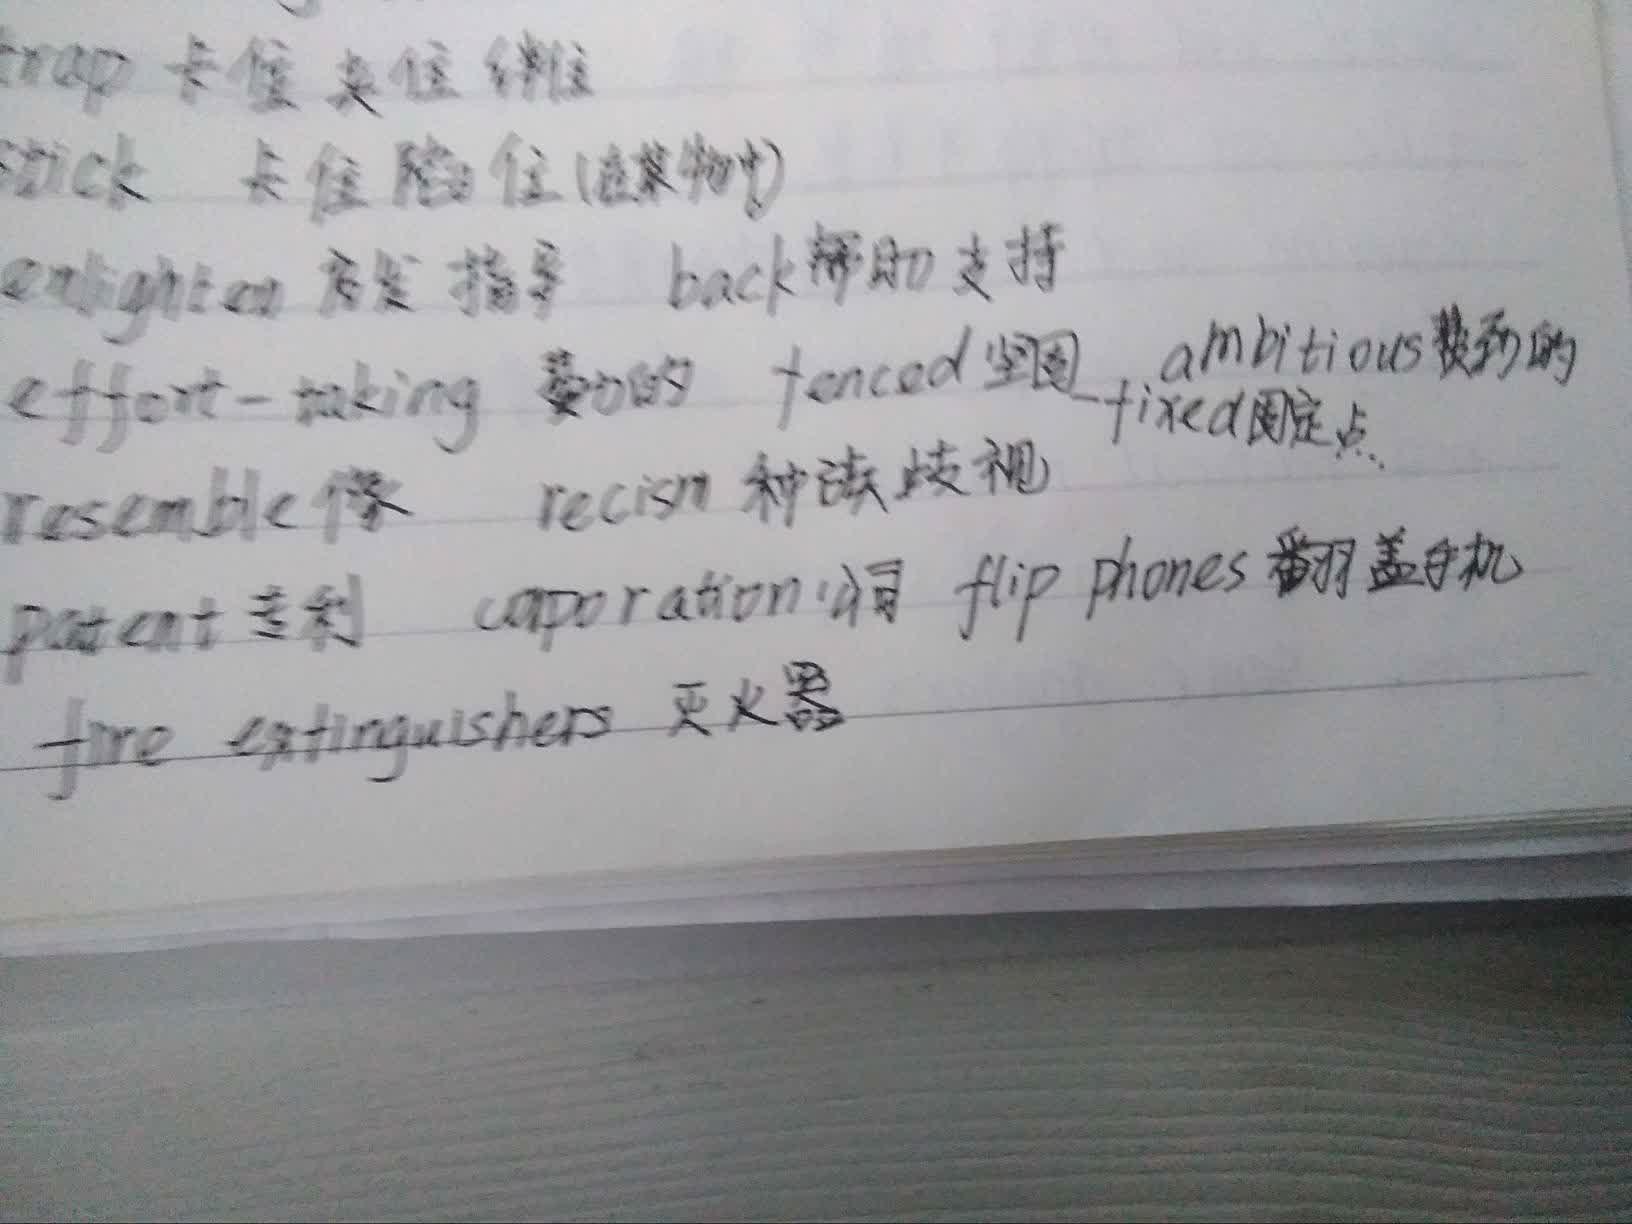 trap 卡住 夹住 绊住
stick 卡住 陷住(在某物中)
enlighten 启发 指导 back 帮助 支持
effort-taking 费力的 fenced 坚固 ambitious 费劲的
fixed 固定点...
resemble 像 recism 种族歧视
patent 专利 coporation 公司 flip phones 翻盖手机
fire extinguishers 灭火器